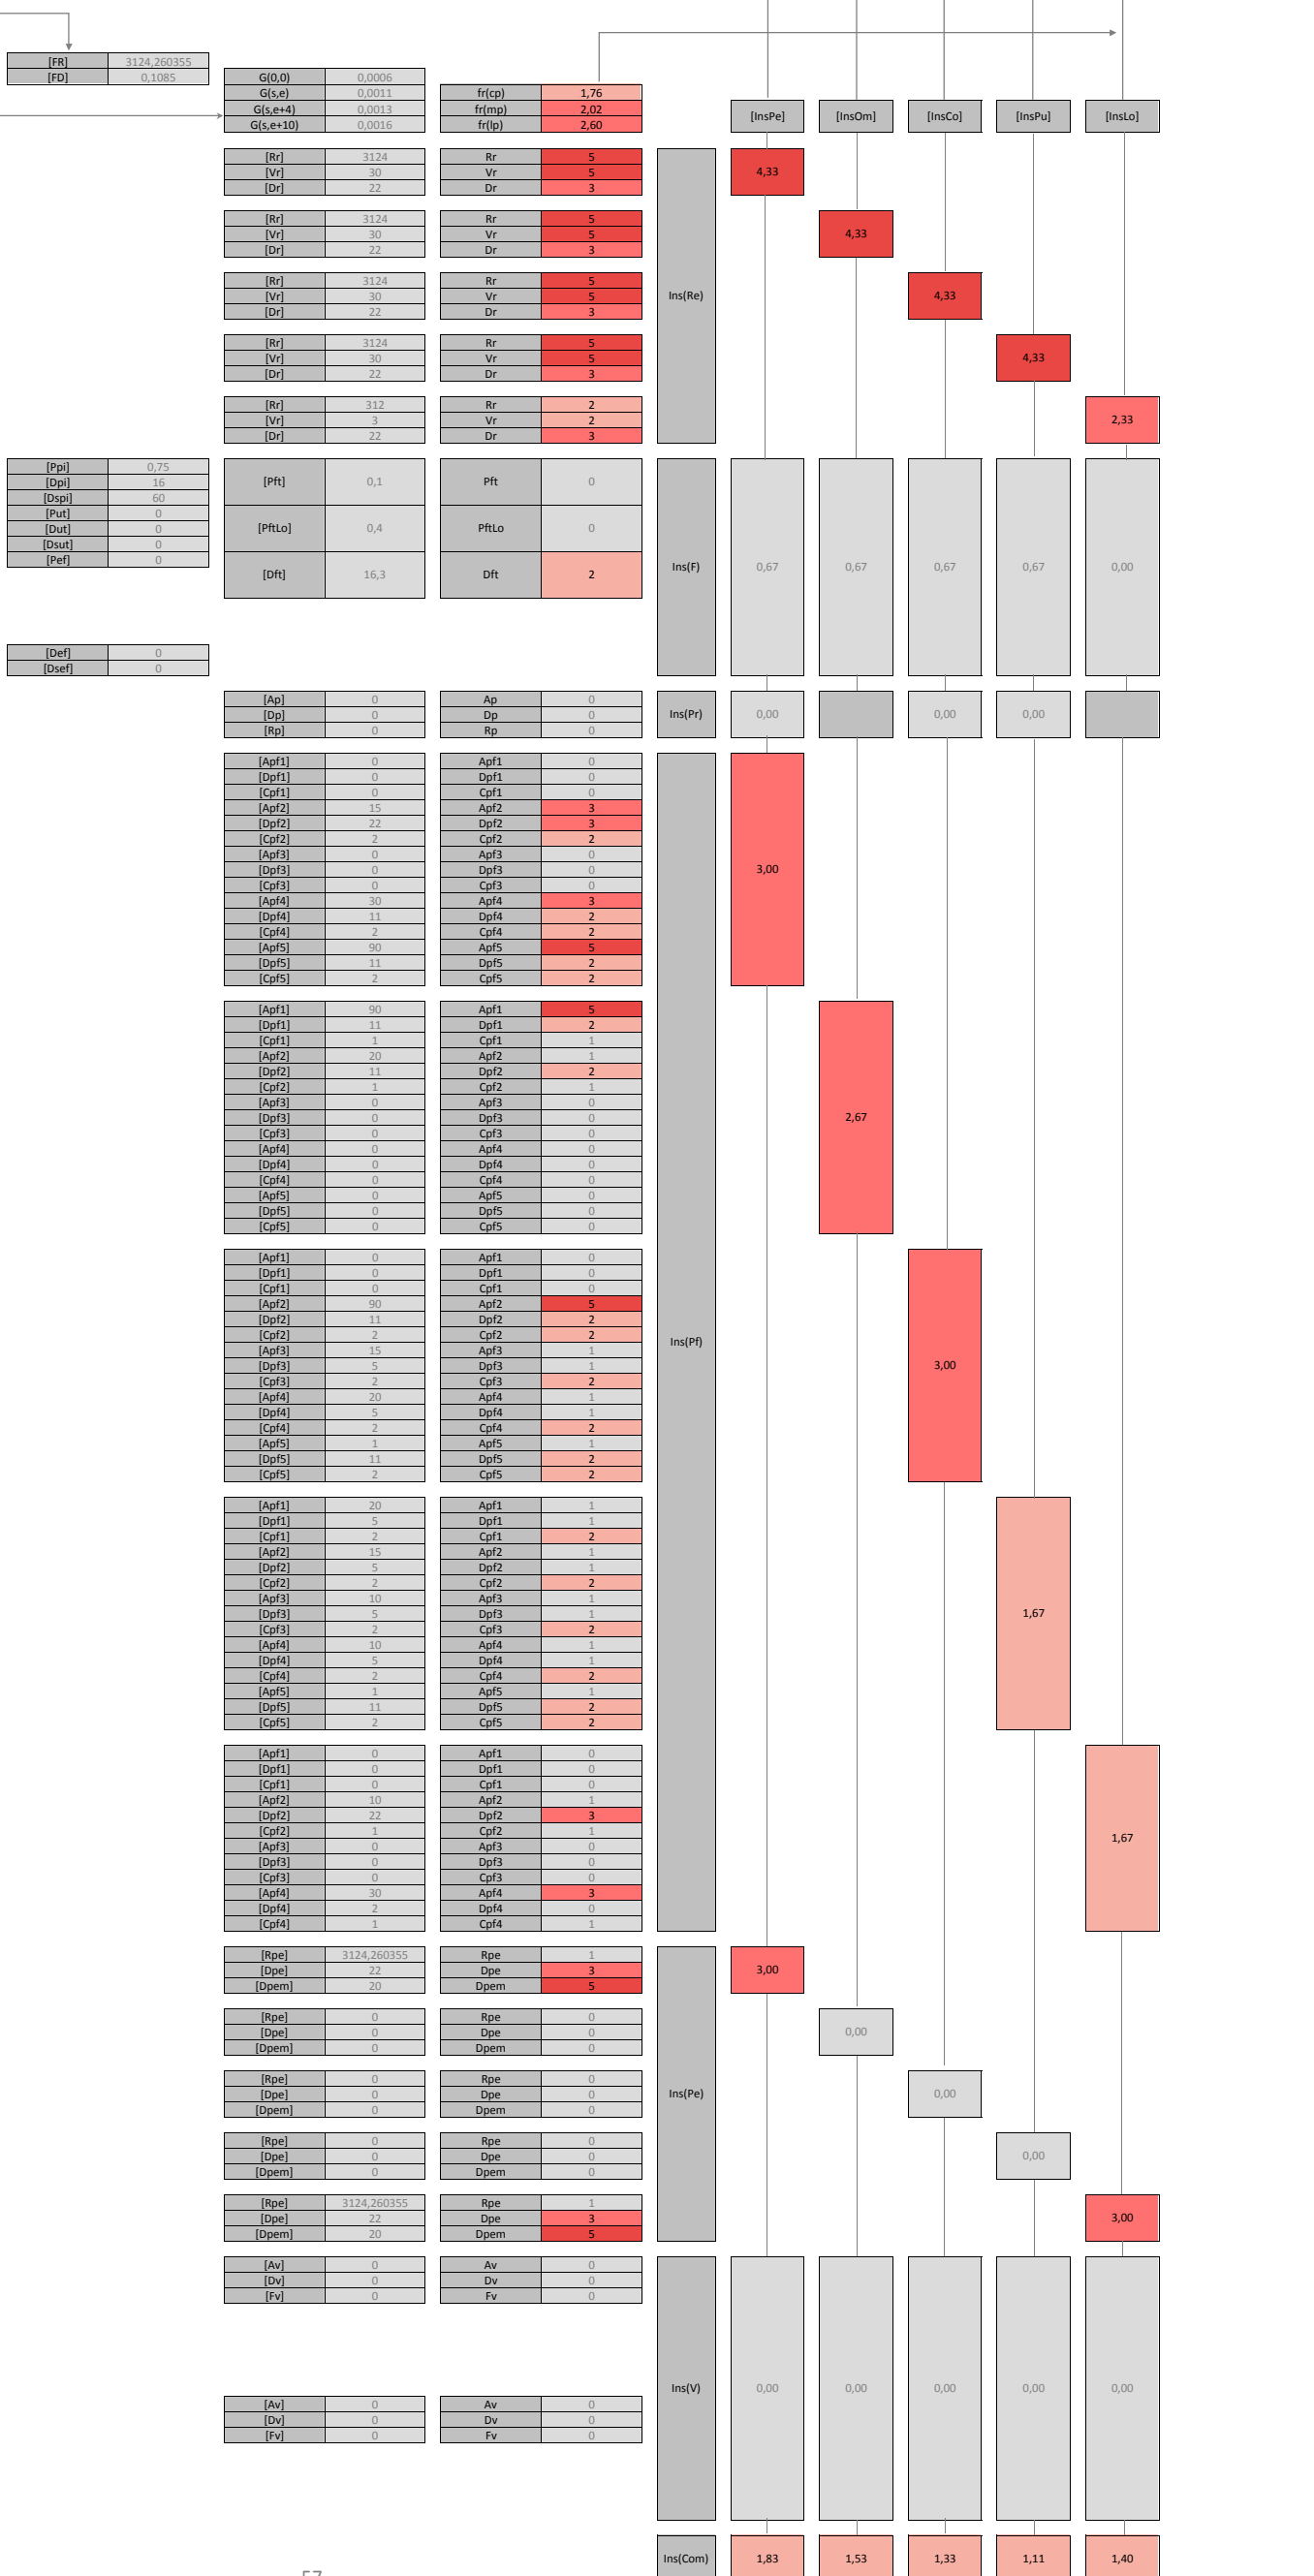 [FR] 3124,260355
[FD] 0,1085
G(0,0) 0,0006
G(s,e) 0,0011 fr(cp) 1,76
G(s,e+4) 0,0013 fr(mp) 2,02 [InsPe] [InsOm] [InsCo] [InsPu] [InsLo]
G(s,e+10) 0,0016 fr(lp) 2,60
[Rr] 3124 Rr 5
[Vr] 30 Vr 5 4,33
[Dr] 22 Dr 3
[Rr] 3124 Rr 5
[Vr] 30 Vr 5 4,33
[Dr] 22 Dr 3
[Rr] 3124 Rr 5
[Vr] 30 Vr 5 Ins(Re) 4,33
[Dr] 22 Dr 3
[Rr] 3124 Rr 5
[Vr] 30 Vr 5 4,33
[Dr] 22 Dr 3
[Rr] 312 Rr 2
[Vr] 3 Vr 2 2,33
[Dr] 22 Dr 3
[Ppi] 0,75
[Dpi] 16 [Pft] 0,1 Pft 0
[Dspi] 60
[Put] 0
[Dut] 0 [PftLo] 0,4 PftLo 0
[Dsut] 0
[Pef] 0 Ins(F) 0,67 0,67 0,67 0,67 0,00
[Dft] 16,3 Dft 2
[Def] 0
[Dsef] 0
[Ap] 0 Ap 0
[Dp] 0 Dp 0 Ins(Pr) 0,00 0,00 0,00
[Rp] 0 Rp 0
[Apf1] 0 Apf1 0
[Dpf1] 0 Dpf1 0
[Cpf1] 0 Cpf1 0
[Apf2] 15 Apf2 3
[Dpf2] 22 Dpf2 3
[Cpf2] 2 Cpf2 2
[Apf3] 0 Apf3 0
[Dpf3] 0 Dpf3 0 3,00
[Cpf3] 0 Cpf3 0
[Apf4] 30 Apf4 3
[Dpf4] 11 Dpf4 2
[Cpf4] 2 Cpf4 2
[Apf5] 90 Apf5 5
[Dpf5] 11 Dpf5 2
[Cpf5] 2 Cpf5 2
[Apf1] 90 Apf1 5
[Dpf1] 11 Dpf1 2
[Cpf1] 1 Cpf1 1
[Apf2] 20 Apf2 1
[Dpf2] 11 Dpf2 2
[Cpf2] 1 Cpf2 1
[Apf3] 0 Apf3 0
[Dpf3] 0 Dpf3 0 2,67
[Cpf3] 0 Cpf3 0
[Apf4] 0 Apf4 0
[Dpf4] 0 Dpf4 0
[Cpf4] 0 Cpf4 0
[Apf5] 0 Apf5 0
[Dpf5] 0 Dpf5 0
[Cpf5] 0 Cpf5 0
[Apf1] 0 Apf1 0
[Dpf1] 0 Dpf1 0
[Cpf1] 0 Cpf1 0
[Apf2] 90 Apf2 5
[Dpf2] 11 Dpf2 2
[Cpf2] 2 Cpf2 2 Ins(Pf)
[Apf3] 15 Apf3 1
[Dpf3] 5 Dpf3 1 3,00
[Cpf3] 2 Cpf3 2
[Apf4] 20 Apf4 1
[Dpf4] 5 Dpf4 1
[Cpf4] 2 Cpf4 2
[Apf5] 1 Apf5 1
[Dpf5] 11 Dpf5 2
[Cpf5] 2 Cpf5 2
[Apf1] 20 Apf1 1
[Dpf1] 5 Dpf1 1
[Cpf1] 2 Cpf1 2
[Apf2] 15 Apf2 1
[Dpf2] 5 Dpf2 1
[Cpf2] 2 Cpf2 2
[Apf3] 10 Apf3 1
[Dpf3] 5 Dpf3 1 1,67
[Cpf3] 2 Cpf3 2
[Apf4] 10 Apf4 1
[Dpf4] 5 Dpf4 1
[Cpf4] 2 Cpf4 2
[Apf5] 1 Apf5 1
[Dpf5] 11 Dpf5 2
[Cpf5] 2 Cpf5 2
[Apf1] 0 Apf1 0
[Dpf1] 0 Dpf1 0
[Cpf1] 0 Cpf1 0
[Apf2] 10 Apf2 1
[Dpf2] 22 Dpf2 3
[Cpf2] 1 Cpf2 1 1,67
[Apf3] 0 Apf3 0
[Dpf3] 0 Dpf3 0
[Cpf3] 0 Cpf3 0
[Apf4] 30 Apf4 3
[Dpf4] 2 Dpf4 0
[Cpf4] 1 Cpf4 1
[Rpe] 3124,260355 Rpe 1
[Dpe] 22 Dpe 3 3,00
[Dpem] 20 Dpem 5
[Rpe] 0 Rpe 0
[Dpe] 0 Dpe 0 0,00
[Dpem] 0 Dpem 0
[Rpe] 0 Rpe 0
[Dpe] 0 Dpe 0 Ins(Pe) 0,00
[Dpem] 0 Dpem 0
[Rpe] 0 Rpe 0
[Dpe] 0 Dpe 0 0,00
[Dpem] 0 Dpem 0
[Rpe] 3124,260355 Rpe 1
[Dpe] 22 Dpe 3 3,00
[Dpem] 20 Dpem 5
[Av] 0 Av 0
[Dv] 0 Dv 0
[Fv] 0 Fv 0
Ins(V) 0,00 0,00 0,00 0,00 0,00
[Av] 0 Av 0
[Dv] 0 Dv 0
[Fv] 0 Fv 0
Ins(Com) 1,83 1,53 1,33 1,11 1,40